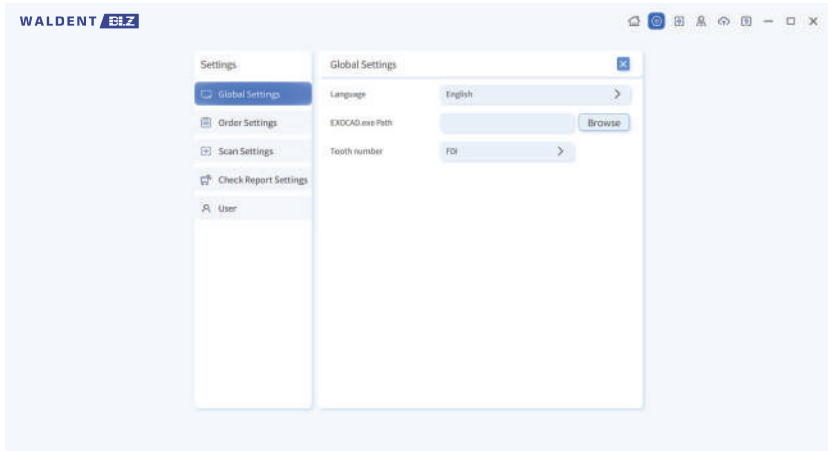 WALDENT BLZ
Settings
Global Settings
Order Settings
Scan Settings
Check Report Settings
User
Global Settings
Language English
EXOCAD.exe Path Browse
Tooth number FDI